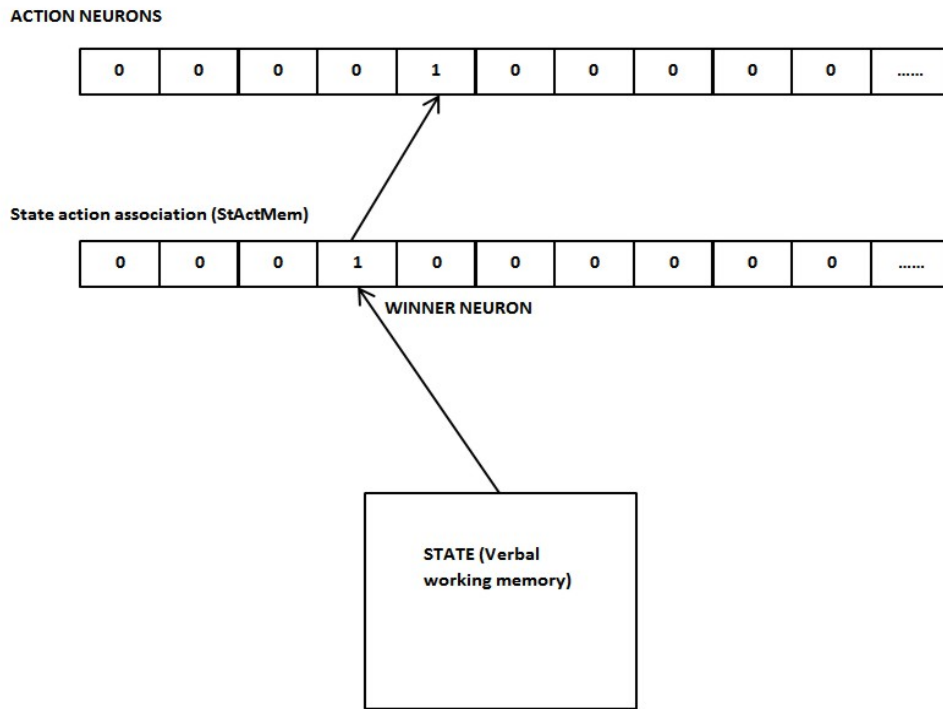 ACTION NEURONS
0 0 0 0 1 0 0 0 0 0 ......
State action association (StActMem)
0 0 0 1 0 0 0 0 0 0 ......
WINNER NEURON
STATE (Verbal
working memory)